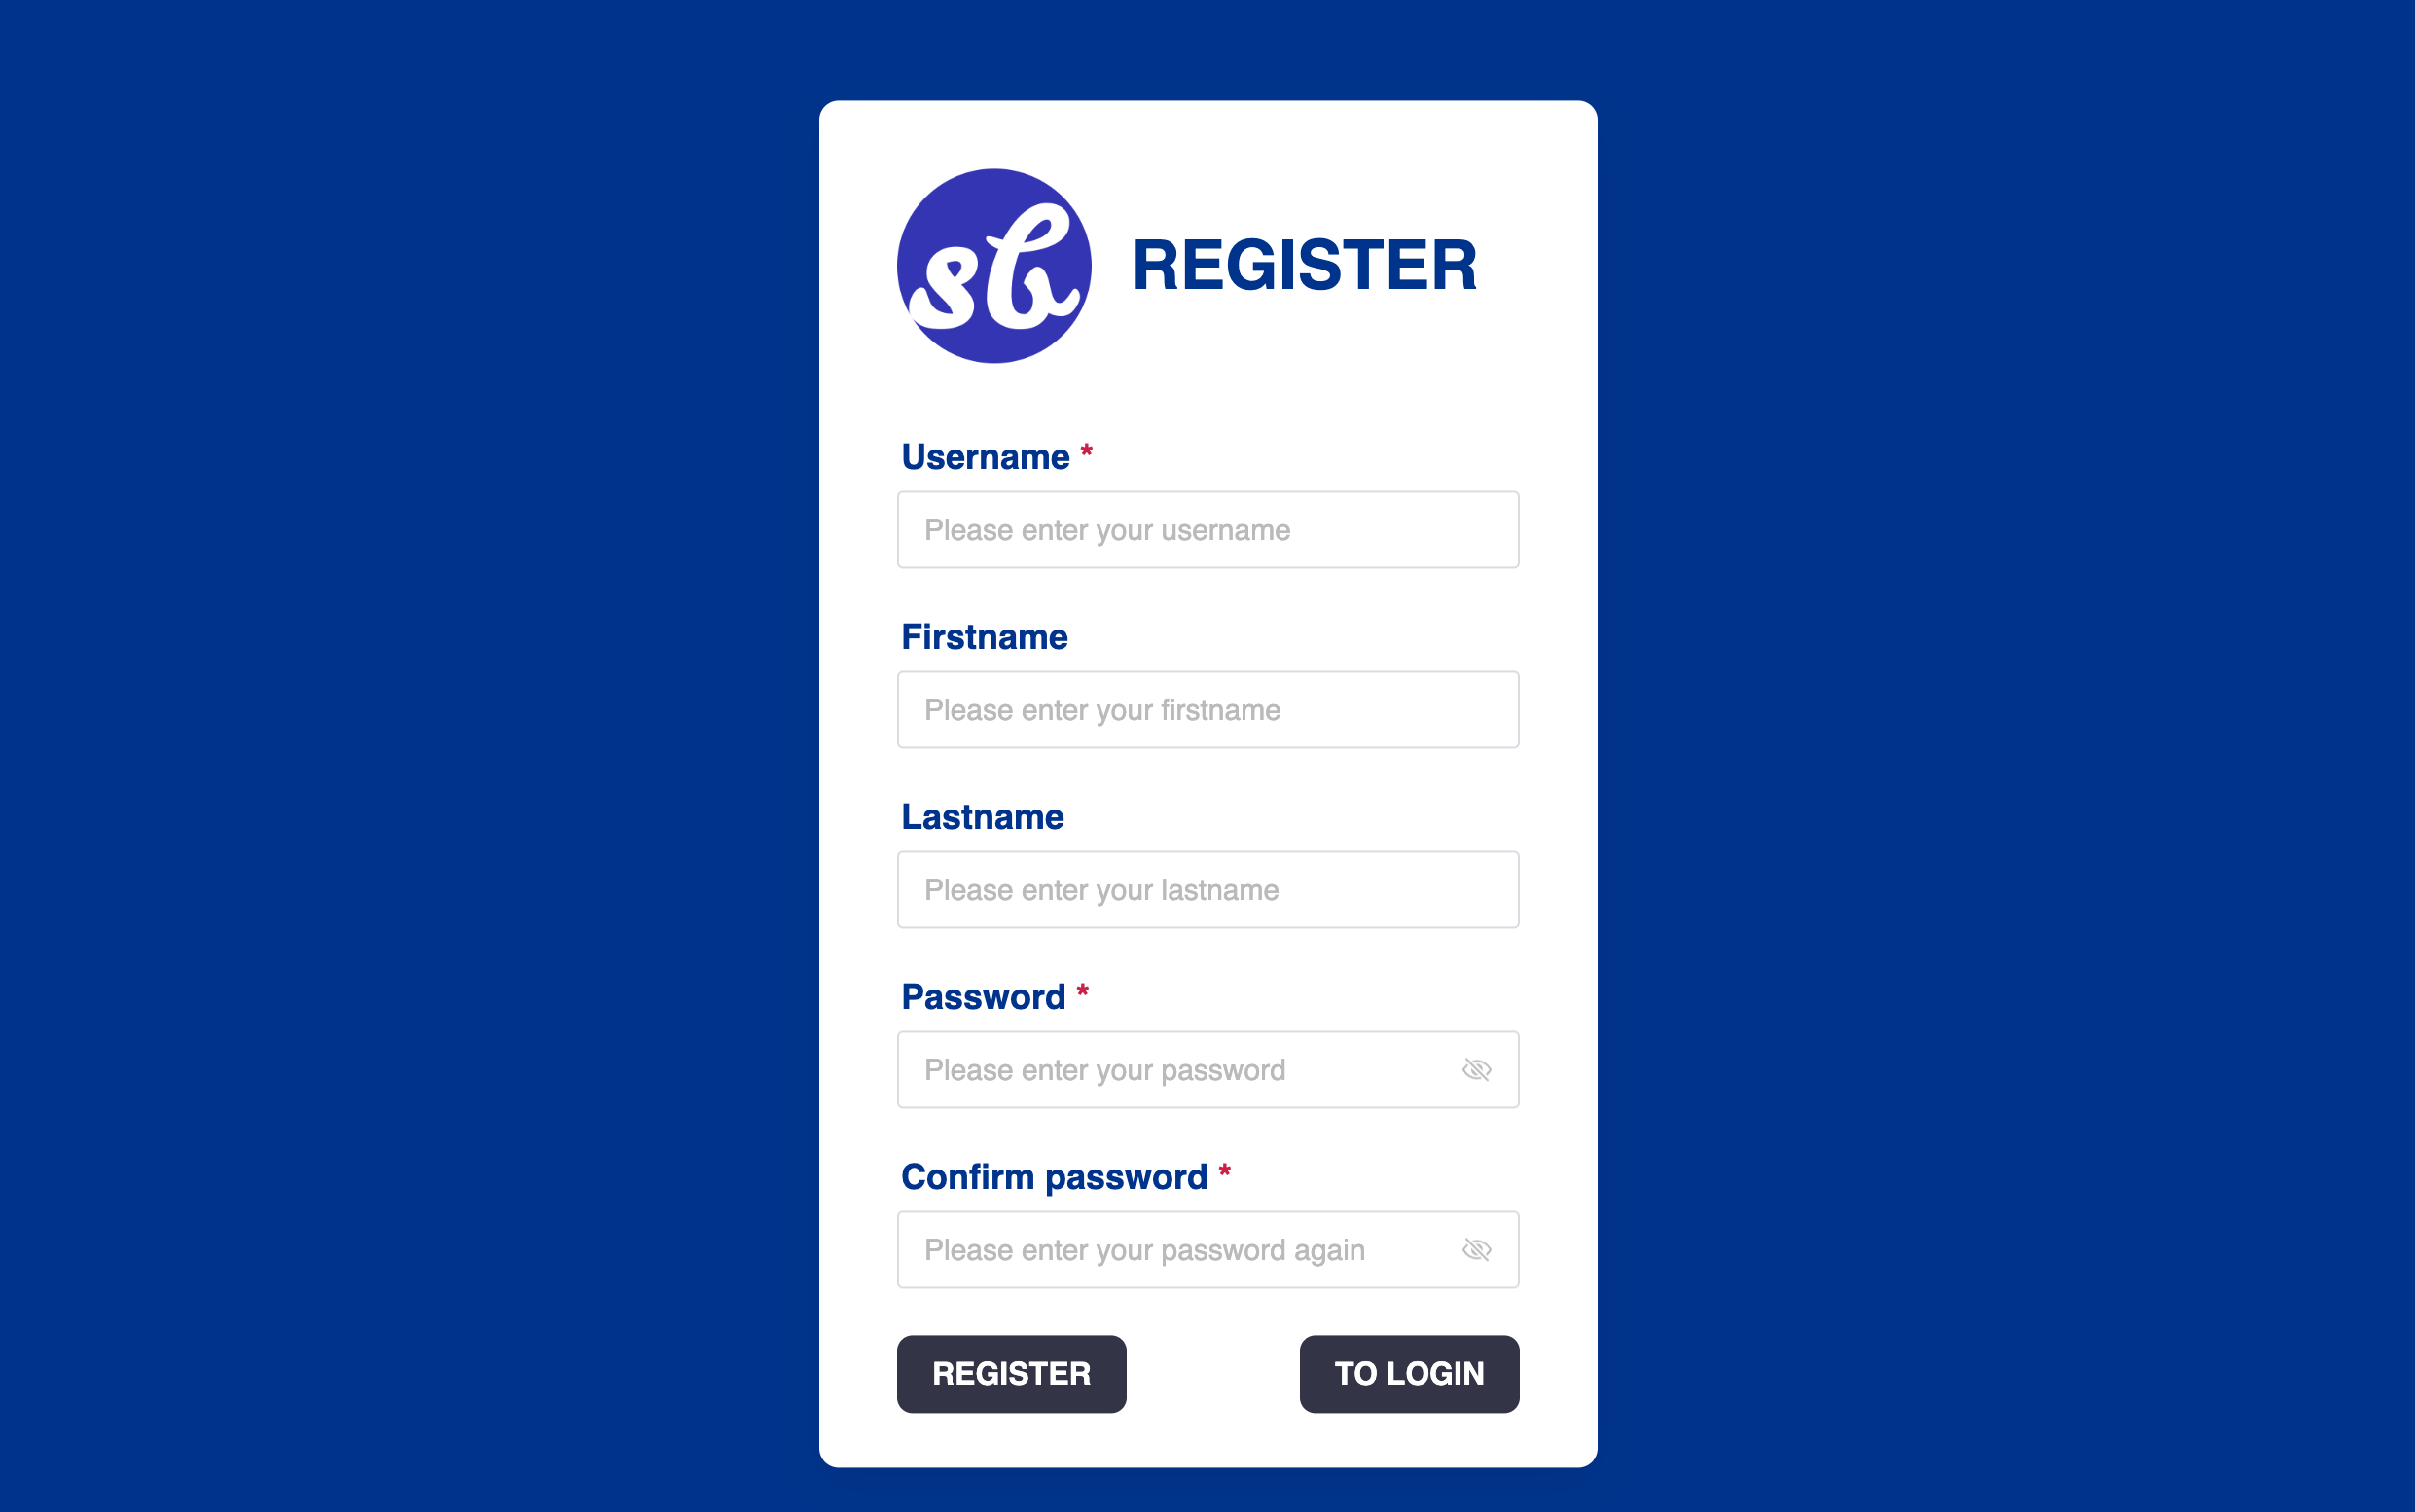 sb
REGISTER
Username *
Please enter your username
Firstname
Please enter your firstname
Lastname
Please enter your lastname
Password *
Please enter your password
Confirm password *
Please enter your password again
REGISTER
TO LOGIN